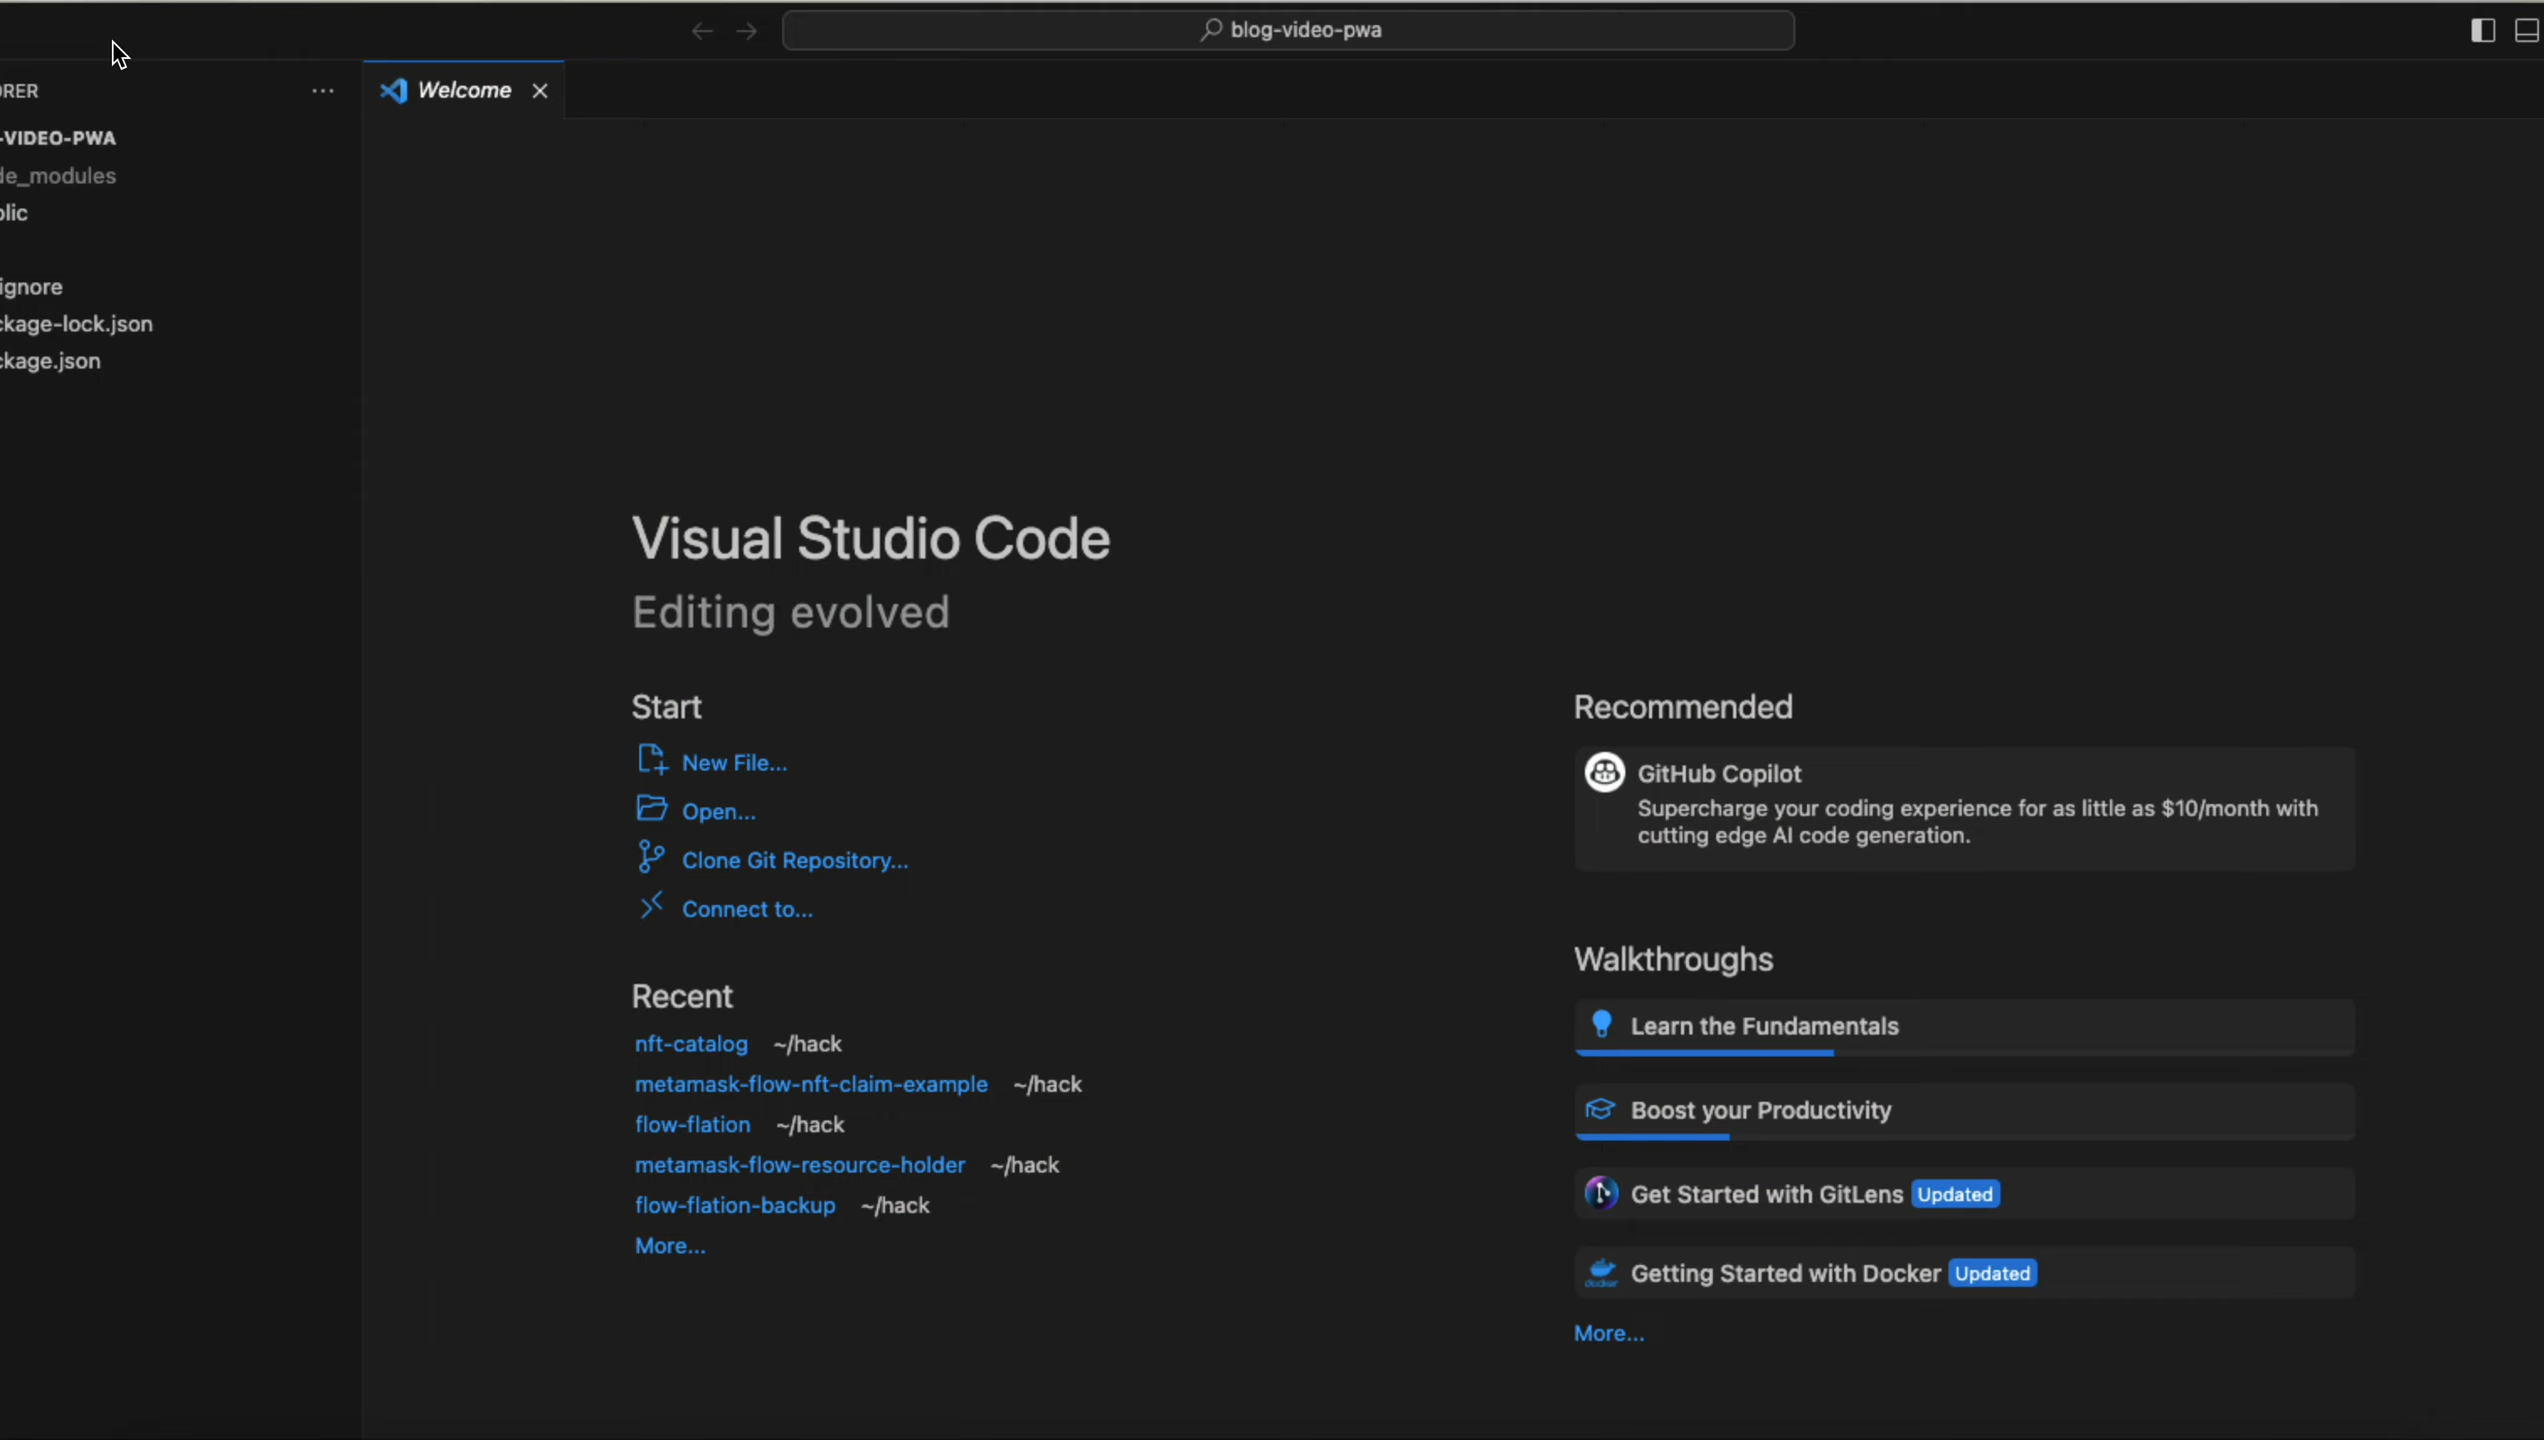 blog-video-pwa
ORER
Welcome
-VIDEO-PWA
de_modules
blic
ignore
ckage-lock.json
ckage.json
Visual Studio Code
Editing evolved
Start
New File...
Open...
Clone Git Repository...
Connect to...
Recent
nft-catalog ~/hack
metamask-flow-nft-claim-example ~/hack
flow-flation ~/hack
metamask-flow-resource-holder ~/hack
flow-flation-backup ~/hack
More...
Recommended
GitHub Copilot
Supercharge your coding experience for as little as $10/month with
cutting edge AI code generation.
Walkthroughs
Learn the Fundamentals
Boost your Productivity
Get Started with GitLens Updated
docker Getting Started with Docker Updated
More...